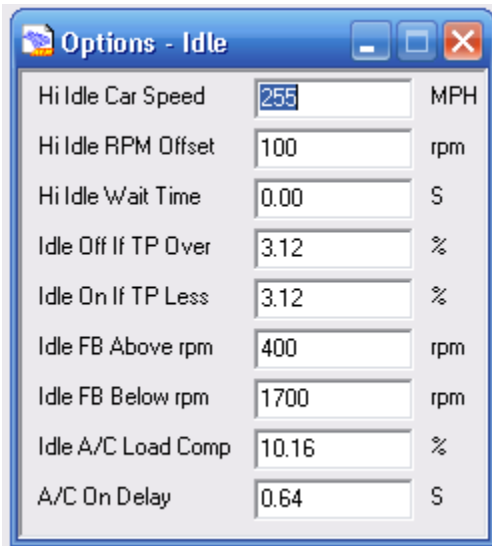 Options - Idle
Hi Idle Car Speed 255 MPH
Hi Idle RPM Offset 100 rpm
Hi Idle Wait Time 0.00 S
Idle Off If TP Over 3.12 %
Idle On If TP Less 3.12 %
Idle FB Above rpm 400 rpm
Idle FB Below rpm 1700 rpm
Idle A/C Load Comp 10.16 %
A/C On Delay 0.64 S